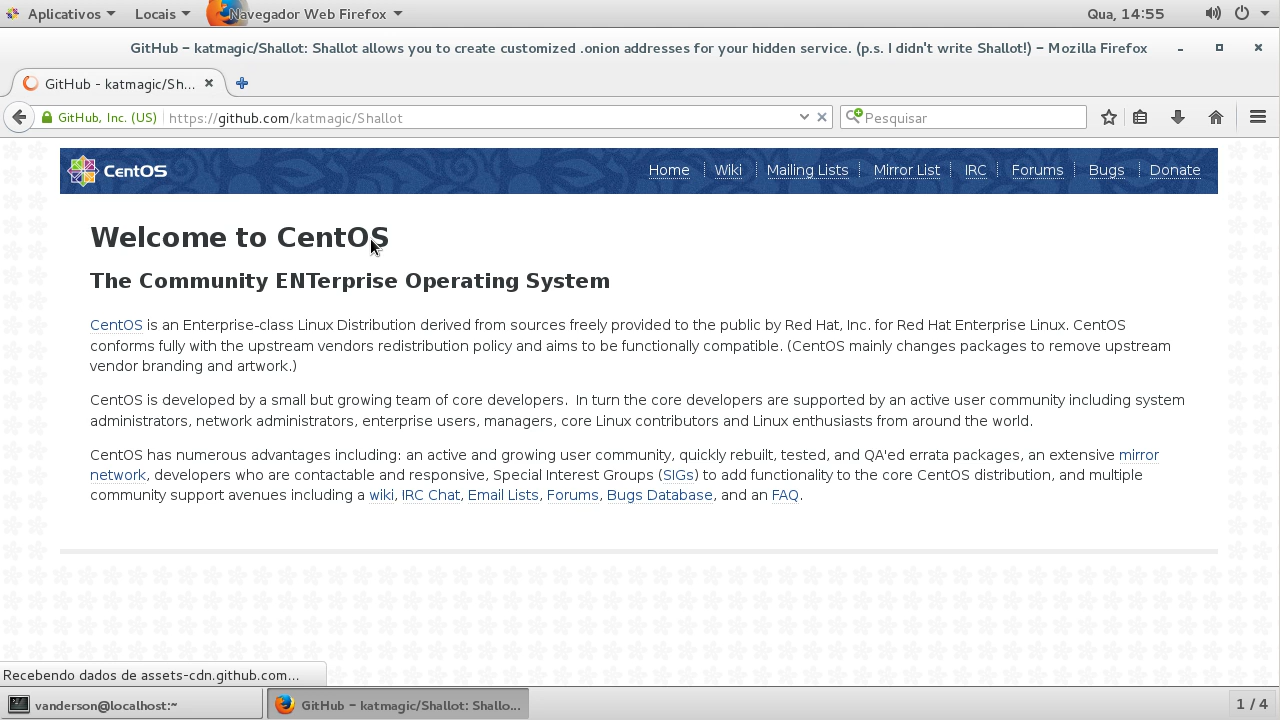 Aplicativos Locais Navegador Web Firefox Qua, 14:55
GitHub – katmagic/Shallot: Shallot allows you to create customized .onion addresses for your hidden service. (p.s. I didn't write Shallot!) – Mozilla Firefox
GitHub - katmagic/Sh...
GitHub, Inc. (US) https://github.com/katmagic/Shallot Pesquisar
CentOS Home Wiki Mailing Lists Mirror List IRC Forums Bugs Donate
Welcome to CentOS
The Community ENTerprise Operating System
CentOS is an Enterprise-class Linux Distribution derived from sources freely provided to the public by Red Hat, Inc. for Red Hat Enterprise Linux. CentOS
conforms fully with the upstream vendors redistribution policy and aims to be functionally compatible. (CentOS mainly changes packages to remove upstream
vendor branding and artwork.)
CentOS is developed by a small but growing team of core developers. In turn the core developers are supported by an active user community including system
administrators, network administrators, enterprise users, managers, core Linux contributors and Linux enthusiasts from around the world.
CentOS has numerous advantages including: an active and growing user community, quickly rebuilt, tested, and QA'ed errata packages, an extensive mirror
network, developers who are contactable and responsive, Special Interest Groups (SIGs) to add functionality to the core CentOS distribution, and multiple
community support avenues including a wiki, IRC Chat, Email Lists, Forums, Bugs Database, and an FAQ.
Recebendo dados de assets-cdn.github.com...
vanderson@localhost:~ GitHub – katmagic/Shallot: Shallo... 1 / 4